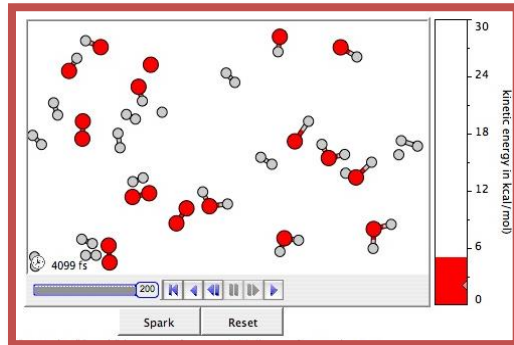 30
24
18
12
6
0
kinetic energy in kcal/mol)
4099 fs
200
Spark
Reset